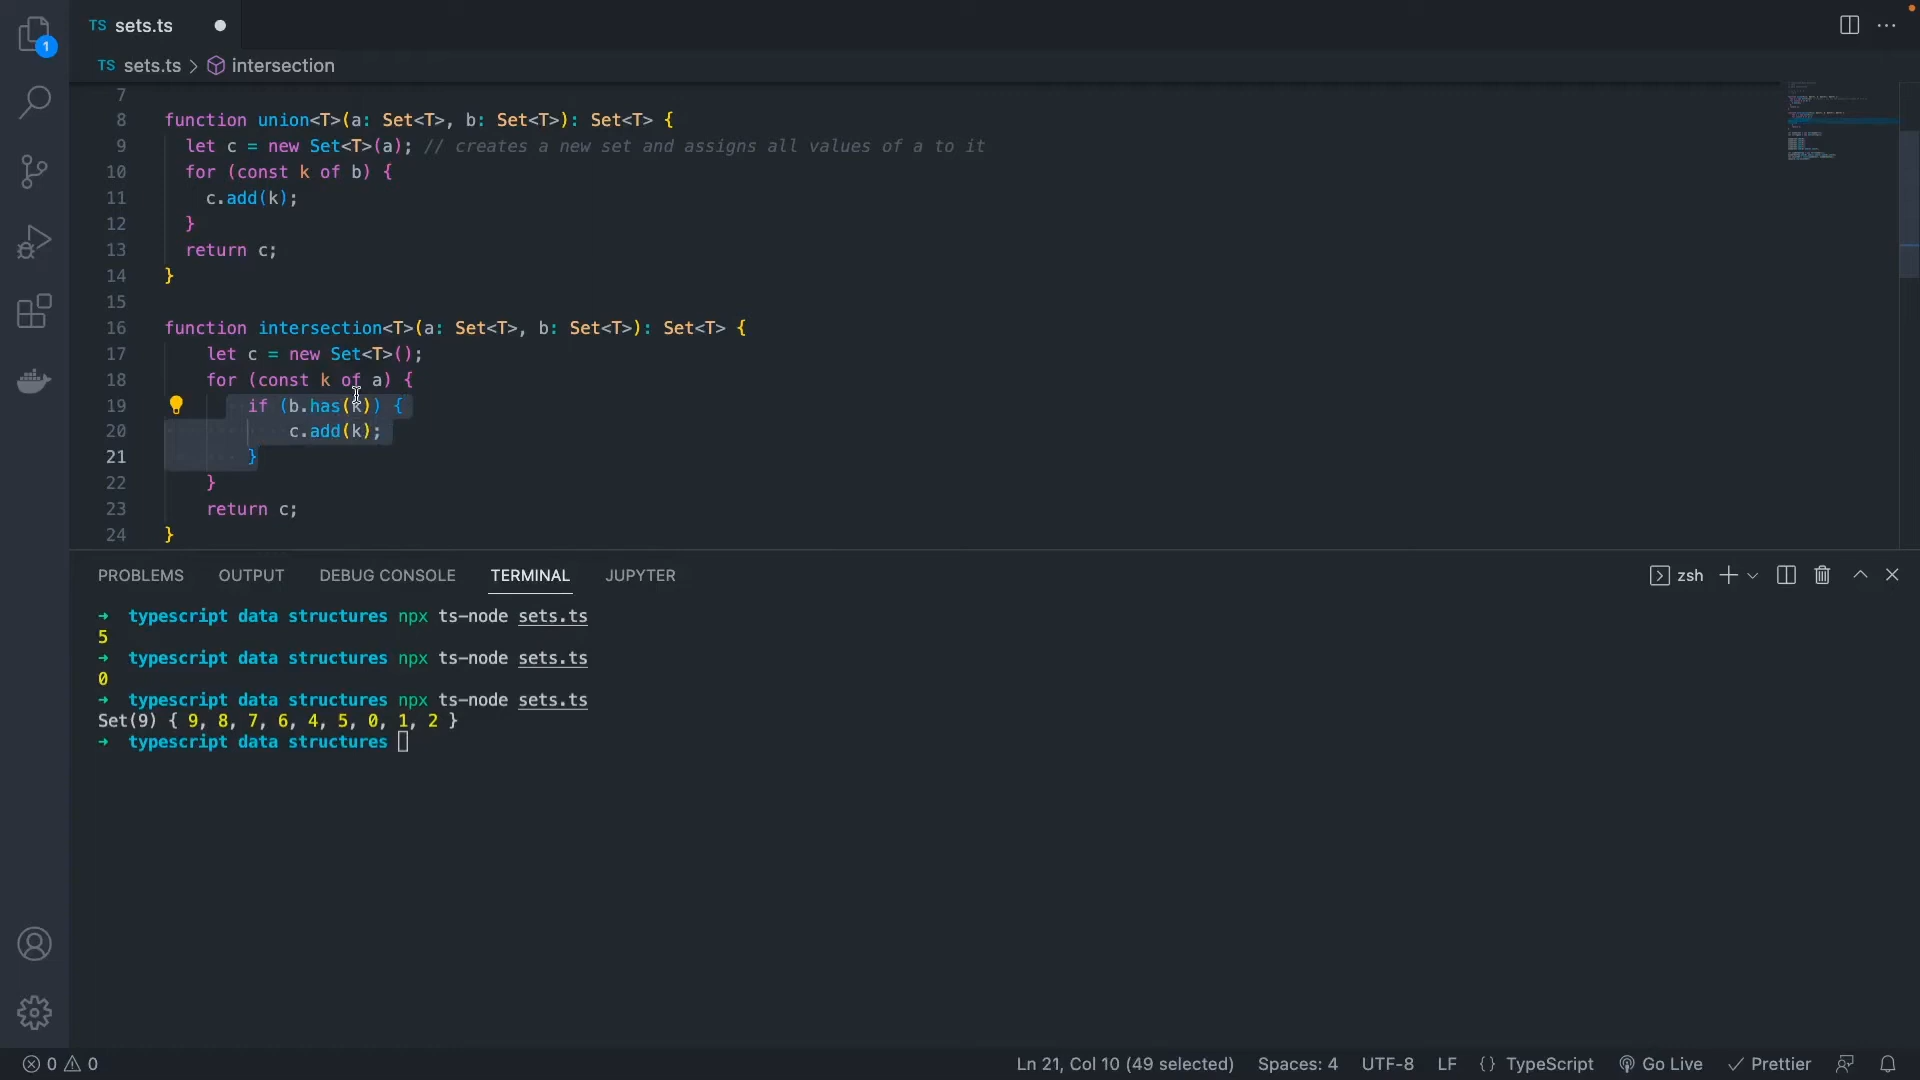 TS sets.ts
TS sets.ts > intersection
1
7
8 function union<T>(a: Set<T>, b: Set<T>): Set<T> {
9 let c = new Set<T>(a); // creates a new set and assigns all values of a to it
10 for (const k of b) {
11 c.add(k);
12 }
13 return c;
14 }
15
16 function intersection<T>(a: Set<T>, b: Set<T>): Set<T> {
17 let c = new Set<T>();
18 for (const k of a) {
19 if (b.has(k)) {
20 c.add(k);
21 }
22 }
23 return c;
24 }
PROBLEMS OUTPUT DEBUG CONSOLE TERMINAL JUPYTER zsh
→ typescript data structures npx ts-node sets.ts
5
→ typescript data structures npx ts-node sets.ts
0
→ typescript data structures npx ts-node sets.ts
Set(9) { 9, 8, 7, 6, 4, 5, 0, 1, 2 }
→ typescript data structures
0 0 Ln 21, Col 10 (49 selected) Spaces: 4 UTF-8 LF {} TypeScript Go Live Prettier